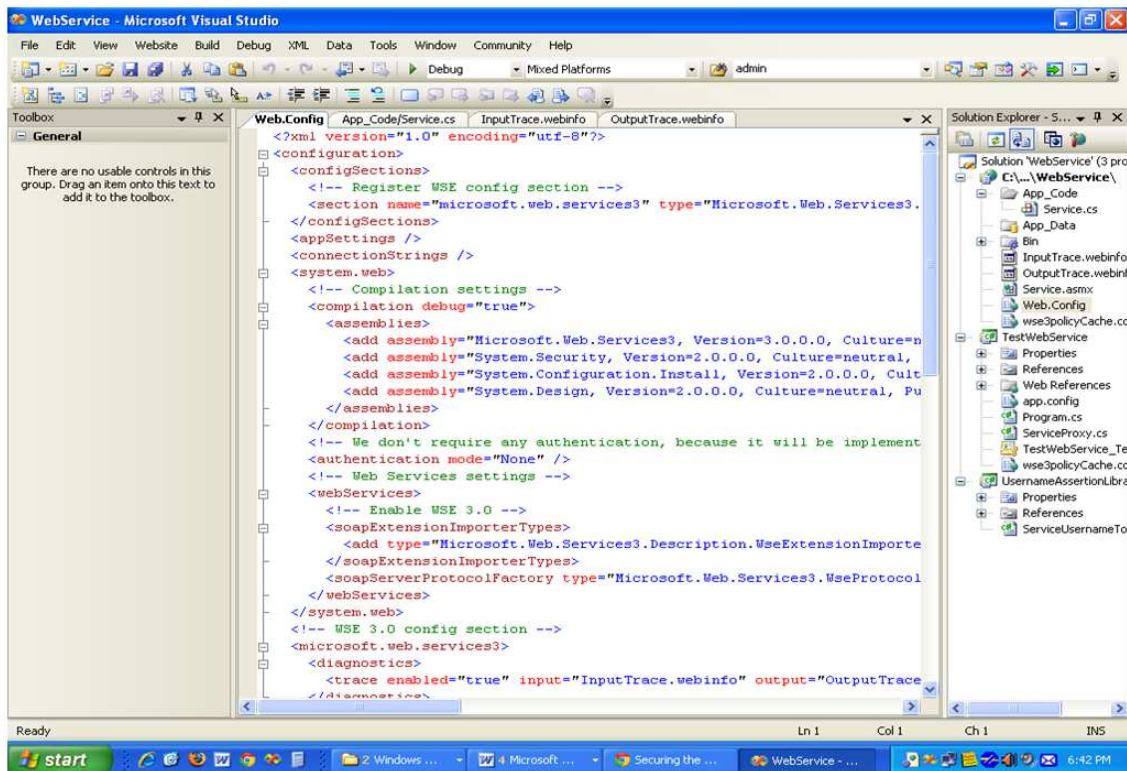 WebService - Microsoft Visual Studio
File Edit View Website Build Debug XML Data Tools Window Community Help
Debug Mixed Platforms admin
Toolbox
General
There are no usable controls in this
group. Drag an item onto this text to
add it to the toolbox.
Web.Config App_Code/Service.cs InputTrace.webinfo OutputTrace.webinfo
<?xml version="1.0" encoding="utf-8"?>
<configuration>
<configSections>
<!-- Register WSE config section -->
<section name="microsoft.web.services3" type="Microsoft.Web.Services3.
</configSections>
<appSettings />
<connectionStrings />
<system.web>
<!-- Compilation settings -->
<compilation debug="true">
<assemblies>
<add assembly="Microsoft.Web.Services3, Version=3.0.0.0, Culture=n
<add assembly="System.Security, Version=2.0.0.0, Culture=neutral,
<add assembly="System.Configuration.Install, Version=2.0.0.0, Cult
<add assembly="System.Design, Version=2.0.0.0, Culture=neutral, Pu
</assemblies>
</compilation>
<!-- We don't require any authentication, because it will be implement
<authentication mode="None" />
<!-- Web Services settings -->
<webServices>
<!-- Enable WSE 3.0 -->
<soapExtensionImporterTypes>
<add type="Microsoft.Web.Services3.Description.WseExtensionImporte
</soapExtensionImporterTypes>
<soapServerProtocolFactory type="Microsoft.Web.Services3.WseProtocol
</webServices>
</system.web>
<!-- WSE 3.0 config section -->
<microsoft.web.services3>
<diagnostics>
<trace enabled="true" input="InputTrace.webinfo" output="OutputTrace
</diagnostics>
Solution Explorer - S...
Solution 'WebService' (3 pro
C:\...\WebService\
App_Code
Service.cs
App_Data
Bin
InputTrace.webinfo
OutputTrace.webinf
Service.asmx
Web.Config
wse3policyCache.co
TestWebService
Properties
References
Web References
app.config
Program.cs
ServiceProxy.cs
TestWebService_Te
wse3policyCache.co
UsernameAssertionLibra
Properties
References
ServiceUsernameTo
Ready Ln 1 Col 1 Ch 1 INS
start 2 Windows ... 4 Microsoft ... Securing the ... WebService - ... 6:42 PM